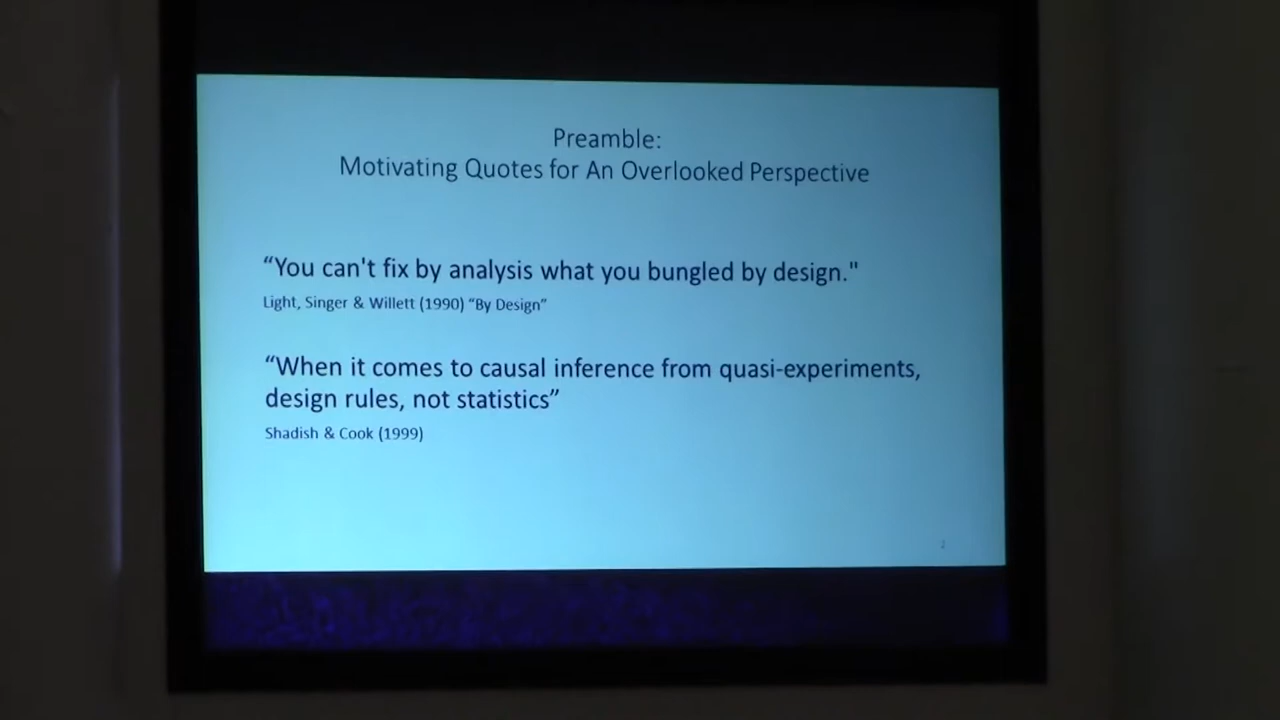 Preamble:
Motivating Quotes for An Overlooked Perspective
“You can't fix by analysis what you bungled by design."
Light, Singer & Willett (1990) “By Design”
“When it comes to causal inference from quasi-experiments,
design rules, not statistics”
Shadish & Cook (1999)
2